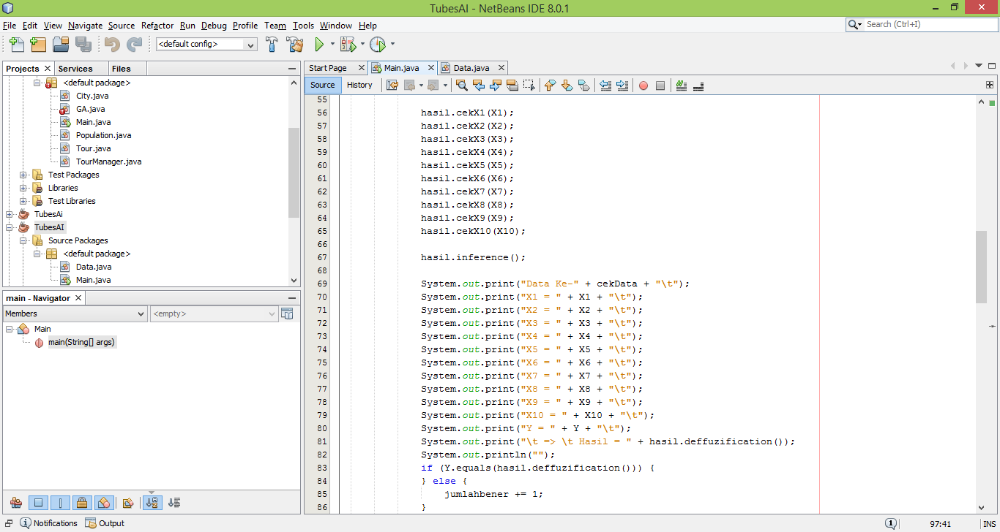 TubesAI - NetBeans IDE 8.0.1
File Edit View Navigate Source Refactor Run Debug Profile Team Tools Window Help
Search (Ctrl+I)
<default config>
Projects Services Files
<default package>
City.java
GA.java
Main.java
Population.java
Tour.java
TourManager.java
Test Packages
Libraries
Test Libraries
TubesAi
TubesAI
Source Packages
<default package>
Data.java
Main.java
main - Navigator
Members
<empty>
Main
main(String[] args)
Start Page Main.java Data.java
Source History
55
56 hasil.cekX1(X1);
57 hasil.cekX2(X2);
58 hasil.cekX3(X3);
59 hasil.cekX4(X4);
60 hasil.cekX5(X5);
61 hasil.cekX6(X6);
62 hasil.cekX7(X7);
63 hasil.cekX8(X8);
64 hasil.cekX9(X9);
65 hasil.cekX10(X10);
66
67 hasil.inference();
68
69 System.out.print("Data Ke-" + cekData + "\t");
70 System.out.print("X1 = " + X1 + "\t");
71 System.out.print("X2 = " + X2 + "\t");
72 System.out.print("X3 = " + X3 + "\t");
73 System.out.print("X4 = " + X4 + "\t");
74 System.out.print("X5 = " + X5 + "\t");
75 System.out.print("X6 = " + X6 + "\t");
76 System.out.print("X7 = " + X7 + "\t");
77 System.out.print("X8 = " + X8 + "\t");
78 System.out.print("X9 = " + X9 + "\t");
79 System.out.print("X10 = " + X10 + "\t");
80 System.out.print("Y = " + Y + "\t");
81 System.out.print("\t => \t Hasil = " + hasil.deffuzification());
82 System.out.println("");
83 if (Y.equals(hasil.deffuzification())) {
84 } else {
85 jumlahbener += 1;
86 }
Notifications Output
1
97:41 INS